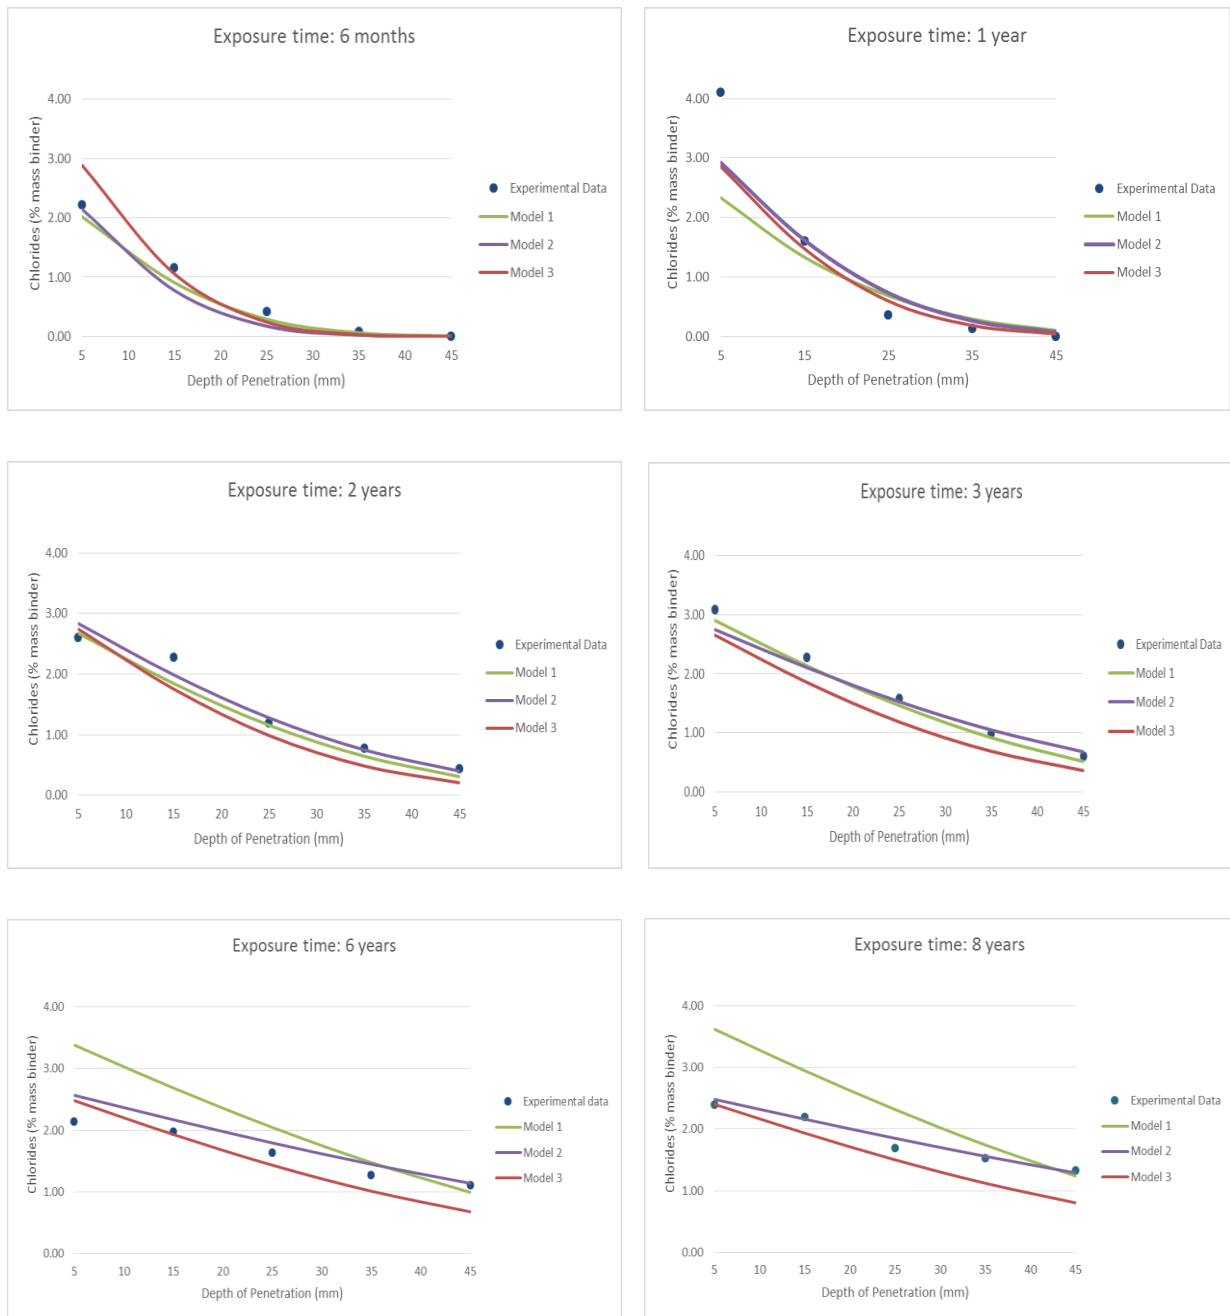 Exposure time: 6 months
Chlorides (% mass binder)
4.00
3.00
2.00
1.00
0.00
5 10 15 20 25 30 35 40 45
Depth of Penetration (mm)
Experimental Data
Model 1
Model 2
Model 3
Exposure time: 1 year
Chlorides (% mass binder)
4.00
3.00
2.00
1.00
0.00
5 15 25 35 45
Depth of Penetration (mm)
Experimental Data
Model 1
Model 2
Model 3
Exposure time: 2 years
Chlorides (% mass binder)
4.00
3.00
2.00
1.00
0.00
5 10 15 20 25 30 35 40 45
Depth of Penetration (mm)
Experimental Data
Model 1
Model 2
Model 3
Exposure time: 3 years
Chlorides (% mass binder)
4.00
3.00
2.00
1.00
0.00
5 10 15 20 25 30 35 40 45
Depth of Penetration (mm)
Experimental Data
Model 1
Model 2
Model 3
Exposure time: 6 years
Chlorides (% mass binder)
4.00
3.00
2.00
1.00
0.00
5 10 15 20 25 30 35 40 45
Depth of Penetration (mm)
Experimental data
Model 1
Model 2
Model 3
Exposure time: 8 years
Chlorides (% mass binder)
4.00
3.00
2.00
1.00
0.00
5 10 15 20 25 30 35 40 45
Depth of Penetration (mm)
Experimental Data
Model 1
Model 2
Model 3